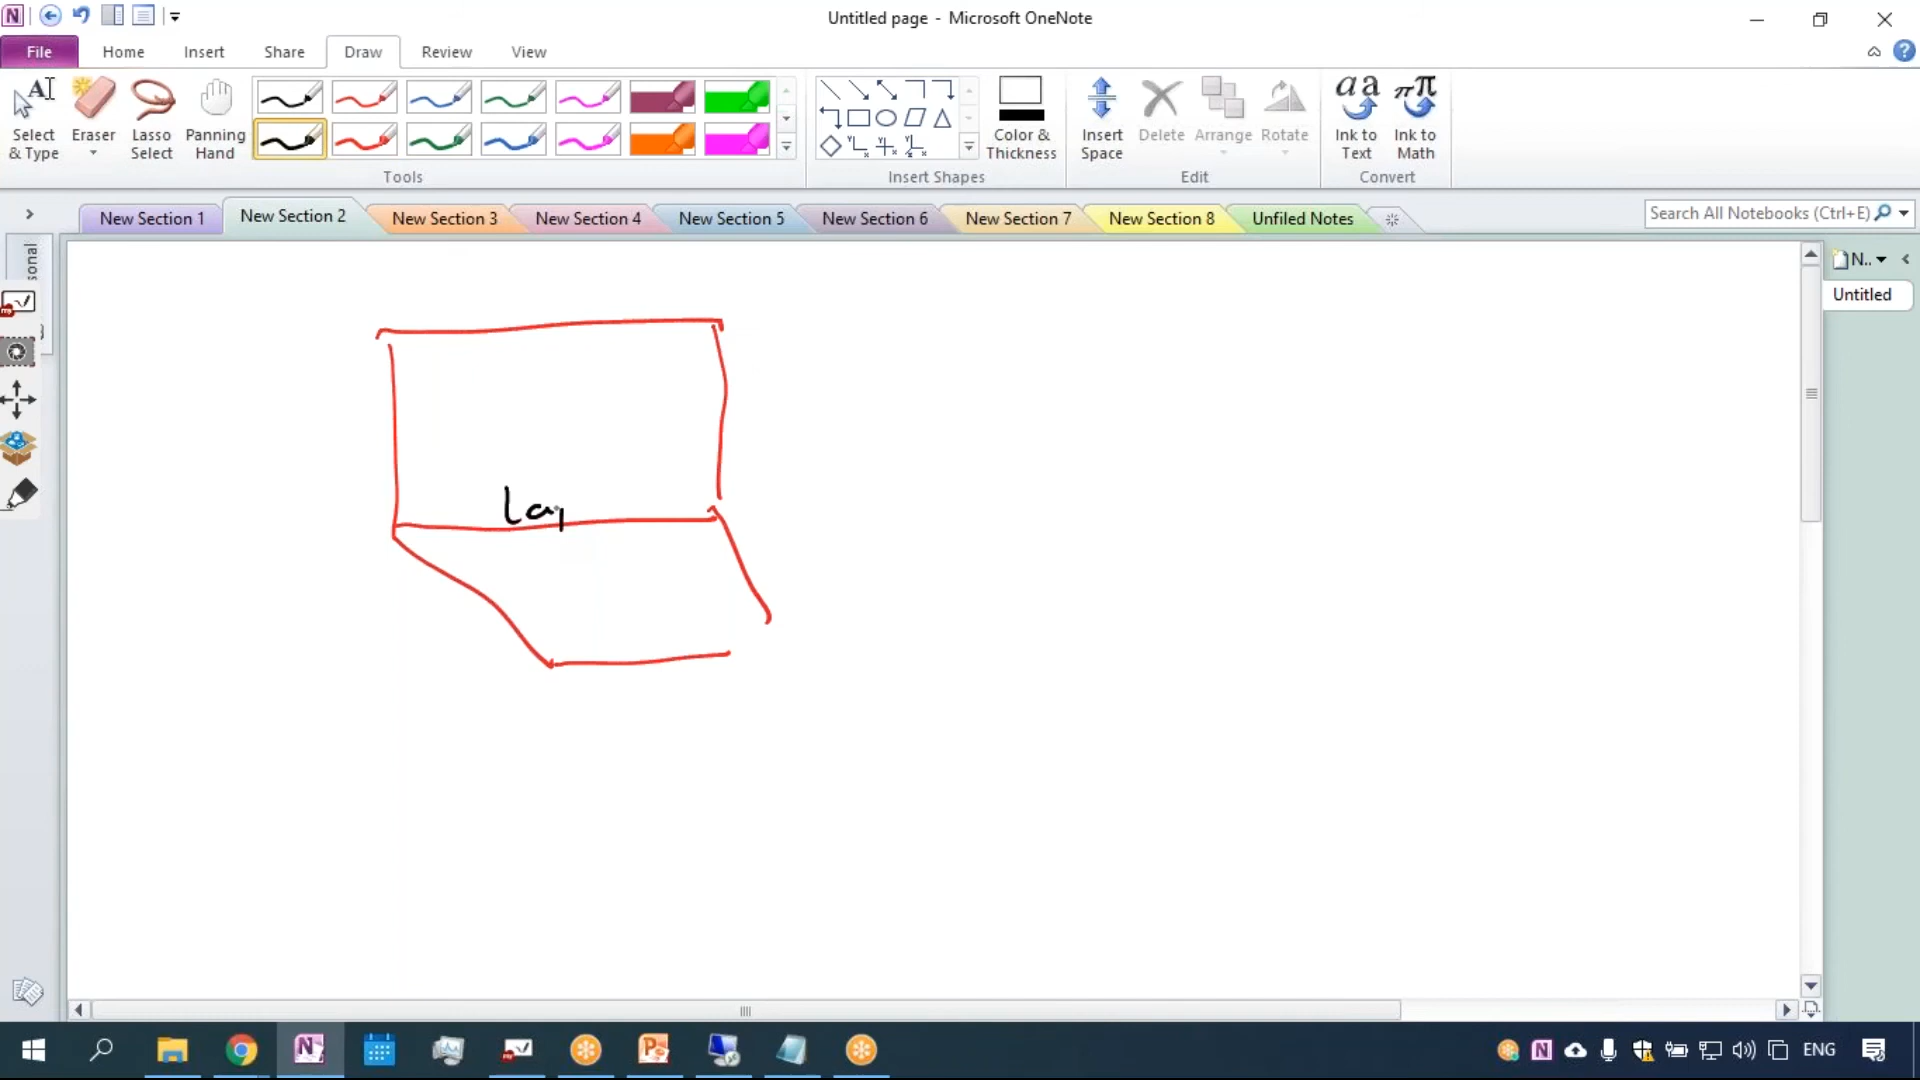 Untitled page - Microsoft OneNote
File Home Insert Share Draw Review View
Select & Type
Eraser
Lasso Select
Panning Hand
Color & Thickness
Insert Space
Delete
Arrange
Rotate
Ink to Text
Ink to Math
Tools
Insert Shapes
Edit
Convert
New Section 1 New Section 2 New Section 3 New Section 4 New Section 5 New Section 6 New Section 7 New Section 8 Unfiled Notes
Search All Notebooks (Ctrl+E)
sonal
N..
Untitled
Lap
ENG